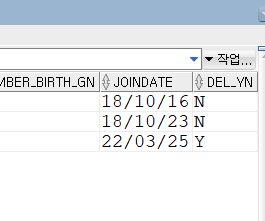 작업...
MBER_BIRTH_GN JOINDATE DEL_YN
18/10/16 N
18/10/23 N
22/03/25 Y